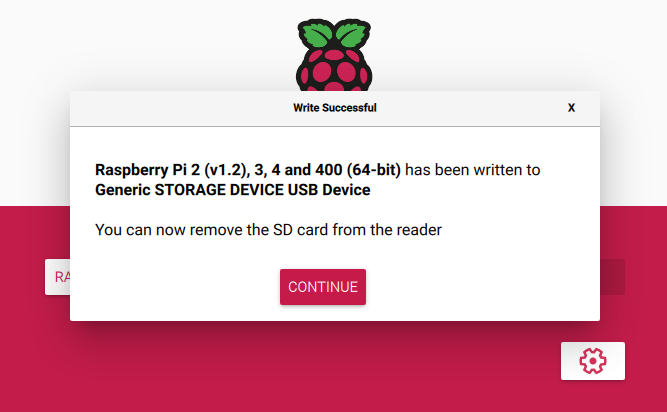 Write Successful
X
Raspberry Pi 2 (v1.2), 3, 4 and 400 (64-bit) has been written to
Generic STORAGE DEVICE USB Device
You can now remove the SD card from the reader
RA
CONTINUE